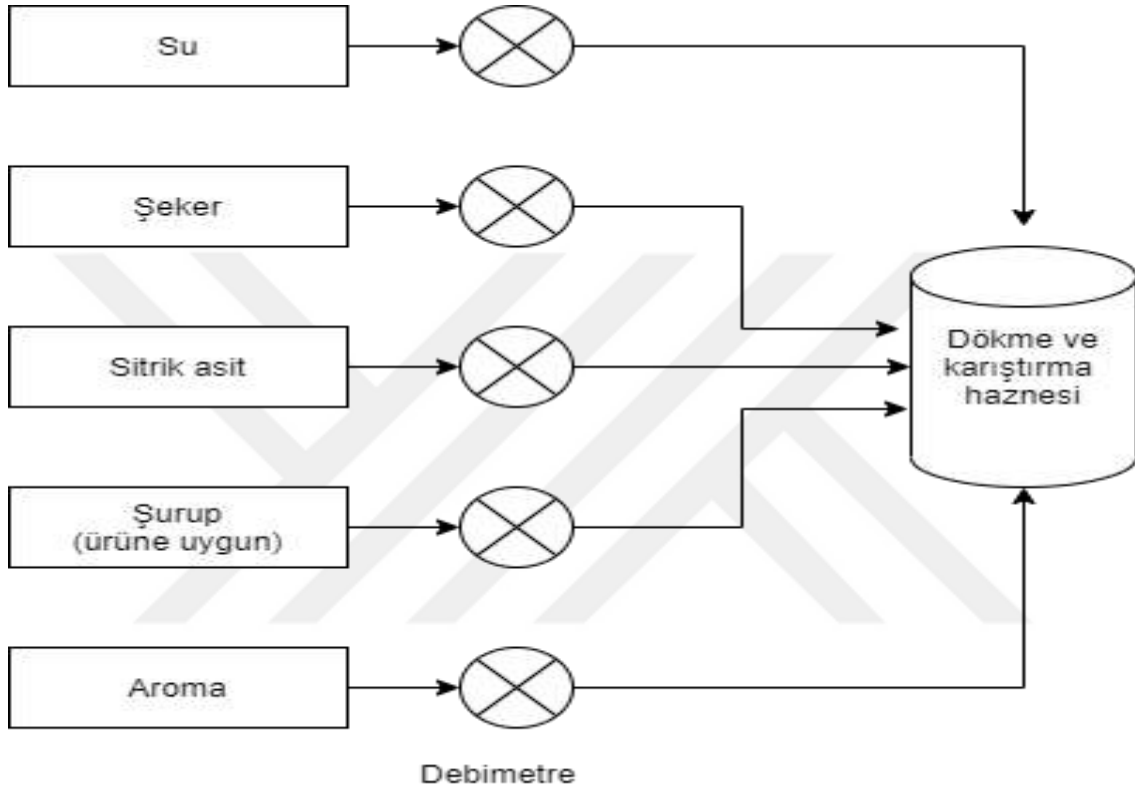 Su
Şeker
Sitrik asit
Şurup
(ürüne uygun)
Aroma
Dökme ve
karıştırma
haznesi
Debimetre